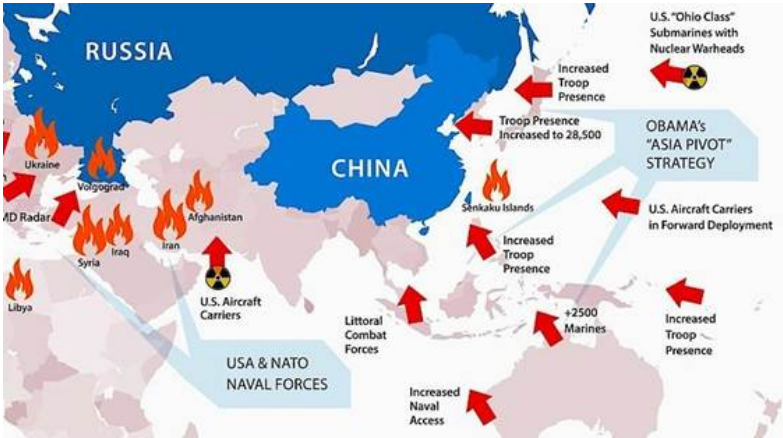 RUSSIA
U.S. "Ohio Class"
Submarines with
Nuclear Warheads
Increased
Troop
Presence
Troop Presence
Increased to 28,500
OBAMA's
"ASIA PIVOT"
STRATEGY
Ukraine
Volgograd
CHINA
MD Radar
Afghanistan
Senkaku Islands
U.S. Aircraft Carriers
in Forward Deployment
Iran
Iraq
Syria
Increased
Troop
Presence
Libya
U.S. Aircraft
Carriers
Littoral
Combat
Forces
+2500
Marines
Increased
Troop
Presence
USA & NATO
NAVAL FORCES
Increased
Naval
Access